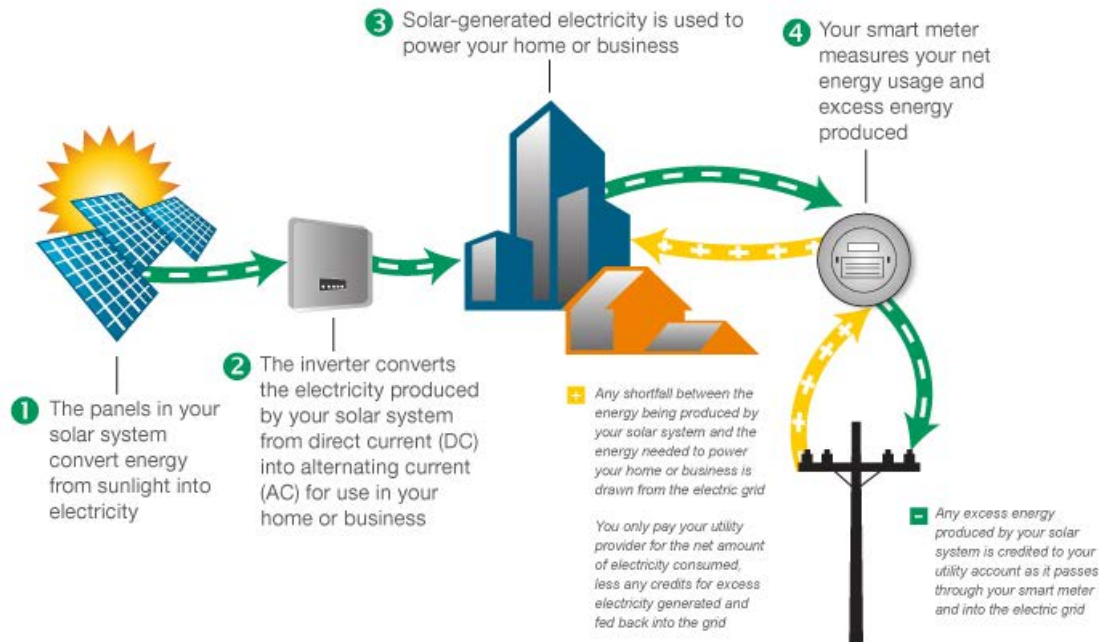 3 Solar-generated electricity is used to
power your home or business
4 Your smart meter
measures your net
energy usage and
excess energy
produced
2 The inverter converts
the electricity produced
by your solar system
from direct current (DC)
into alternating current
(AC) for use in your
home or business
1 The panels in your
solar system
convert energy
from sunlight into
electricity
+ Any shortfall between the
energy being produced by
your solar system and the
energy needed to power
your home or business is
drawn from the electric grid
You only pay your utility
provider for the net amount
of electricity consumed,
less any credits for excess
electricity generated and
fed back into the grid
- Any excess energy
produced by your solar
system is credited to your
utility account as it passes
through your smart meter
and into the electric grid